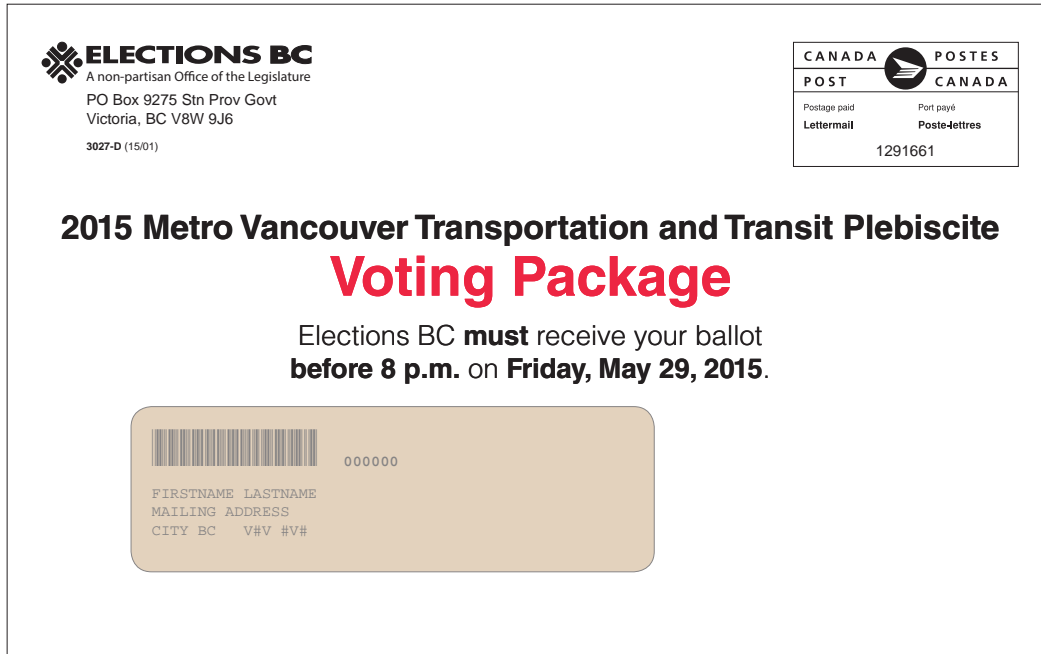 ELECTIONS BC
A non-partisan Office of the Legislature
PO Box 9275 Stn Prov Govt
Victoria, BC V8W 9J6
3027-D (15/01)
CANADA POSTES
POST CANADA
Postage paid Port payé
Lettermail Poste-lettres
1291661
2015 Metro Vancouver Transportation and Transit Plebiscite
Voting Package
Elections BC must receive your ballot
before 8 p.m. on Friday, May 29, 2015.
000000
FIRSTNAME LASTNAME
MAILING ADDRESS
CITY BC V#V #V#